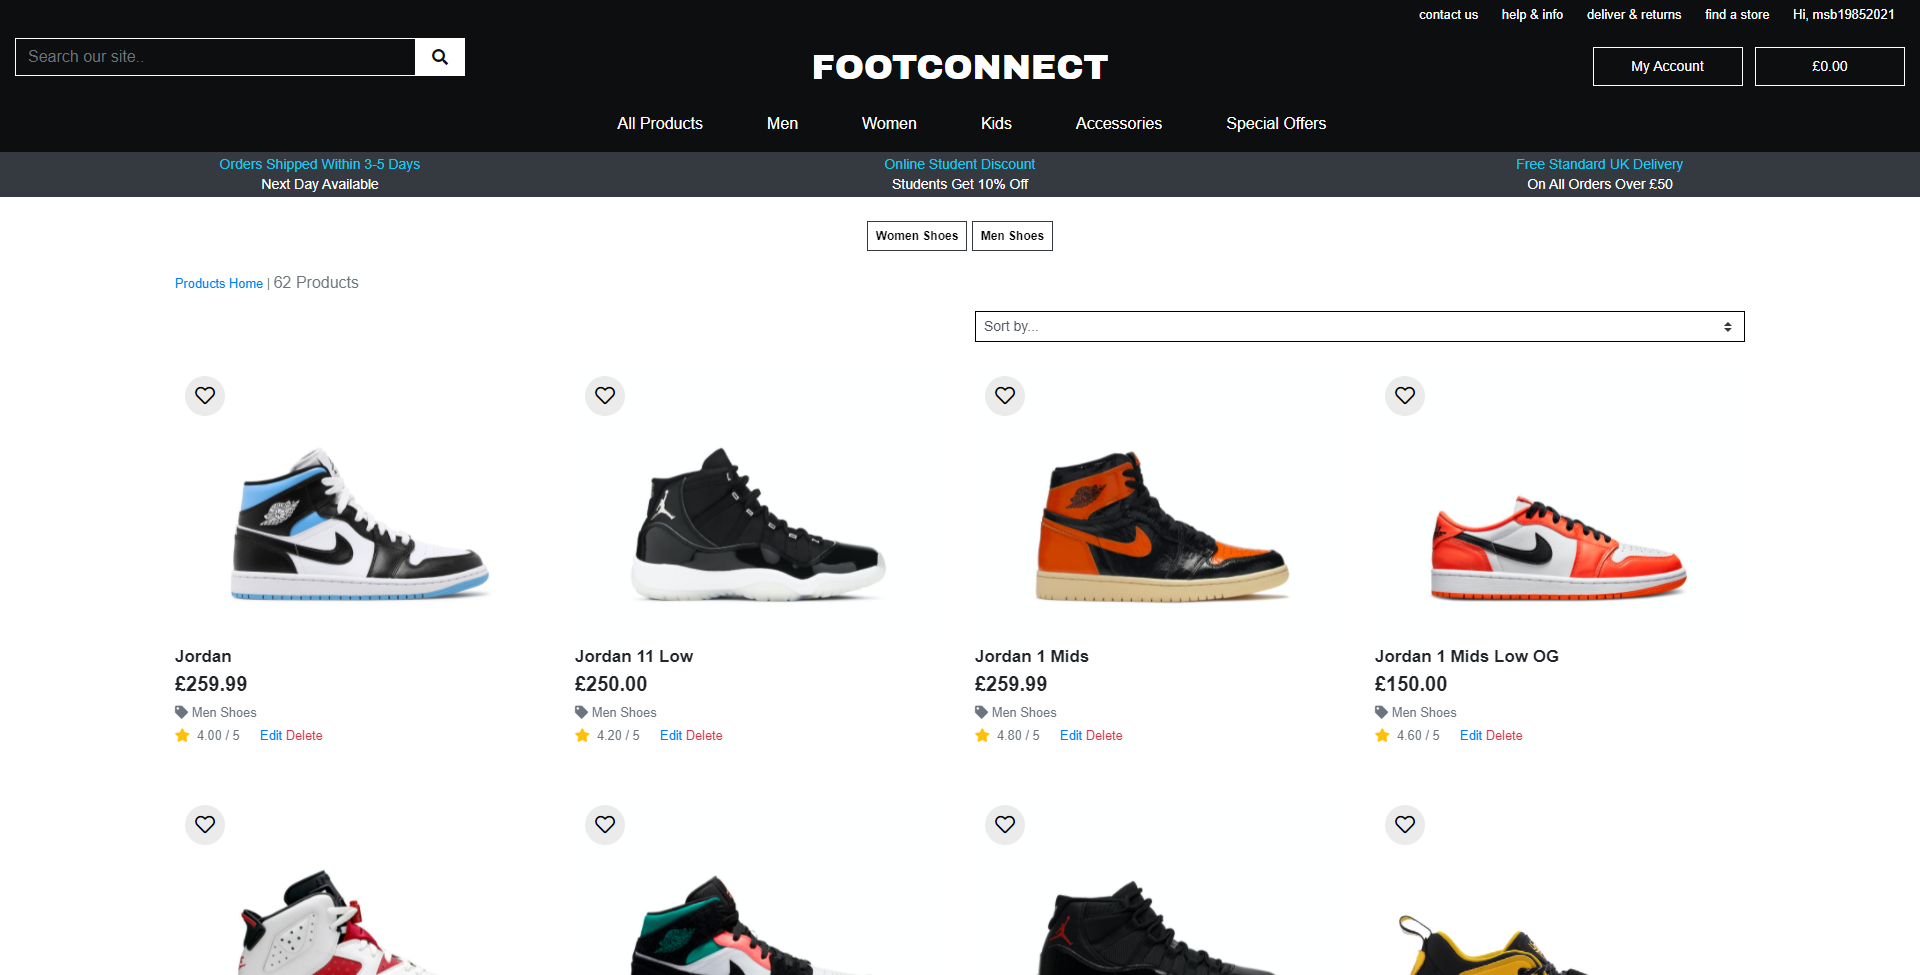 contact us help & info deliver & returns find a store Hi, msb19852021
Search our site..
FOOTCONNECT
My Account £0.00
All Products Men Women Kids Accessories Special Offers
Orders Shipped Within 3-5 Days
Next Day Available
Online Student Discount
Students Get 10% Off
Free Standard UK Delivery
On All Orders Over £50
Women Shoes Men Shoes
Products Home | 62 Products
Sort by...
Jordan
£259.99
Men Shoes
4.00 / 5 Edit Delete
Jordan 11 Low
£250.00
Men Shoes
4.20 / 5 Edit Delete
Jordan 1 Mids
£259.99
Men Shoes
4.80 / 5 Edit Delete
Jordan 1 Mids Low OG
£150.00
Men Shoes
4.60 / 5 Edit Delete